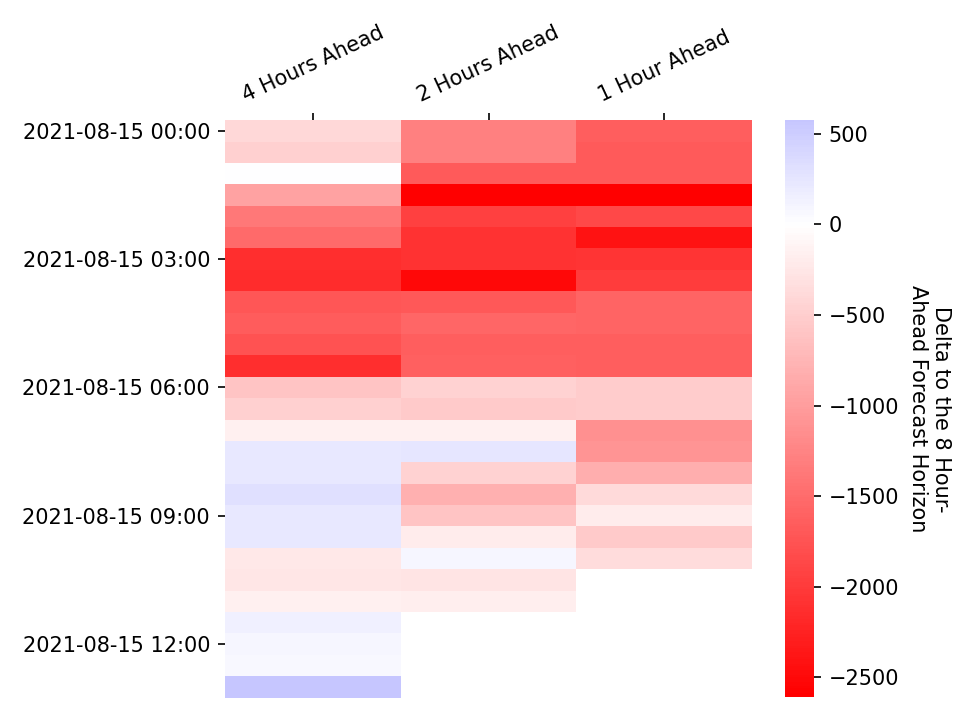 4 Hours Ahead
2 Hours Ahead
1 Hour Ahead
2021-08-15 00:00
2021-08-15 03:00
2021-08-15 06:00
2021-08-15 09:00
2021-08-15 12:00
500
0
−500
−1000
−1500
−2000
−2500
Delta to the 8 Hour-
Ahead Forecast Horizon